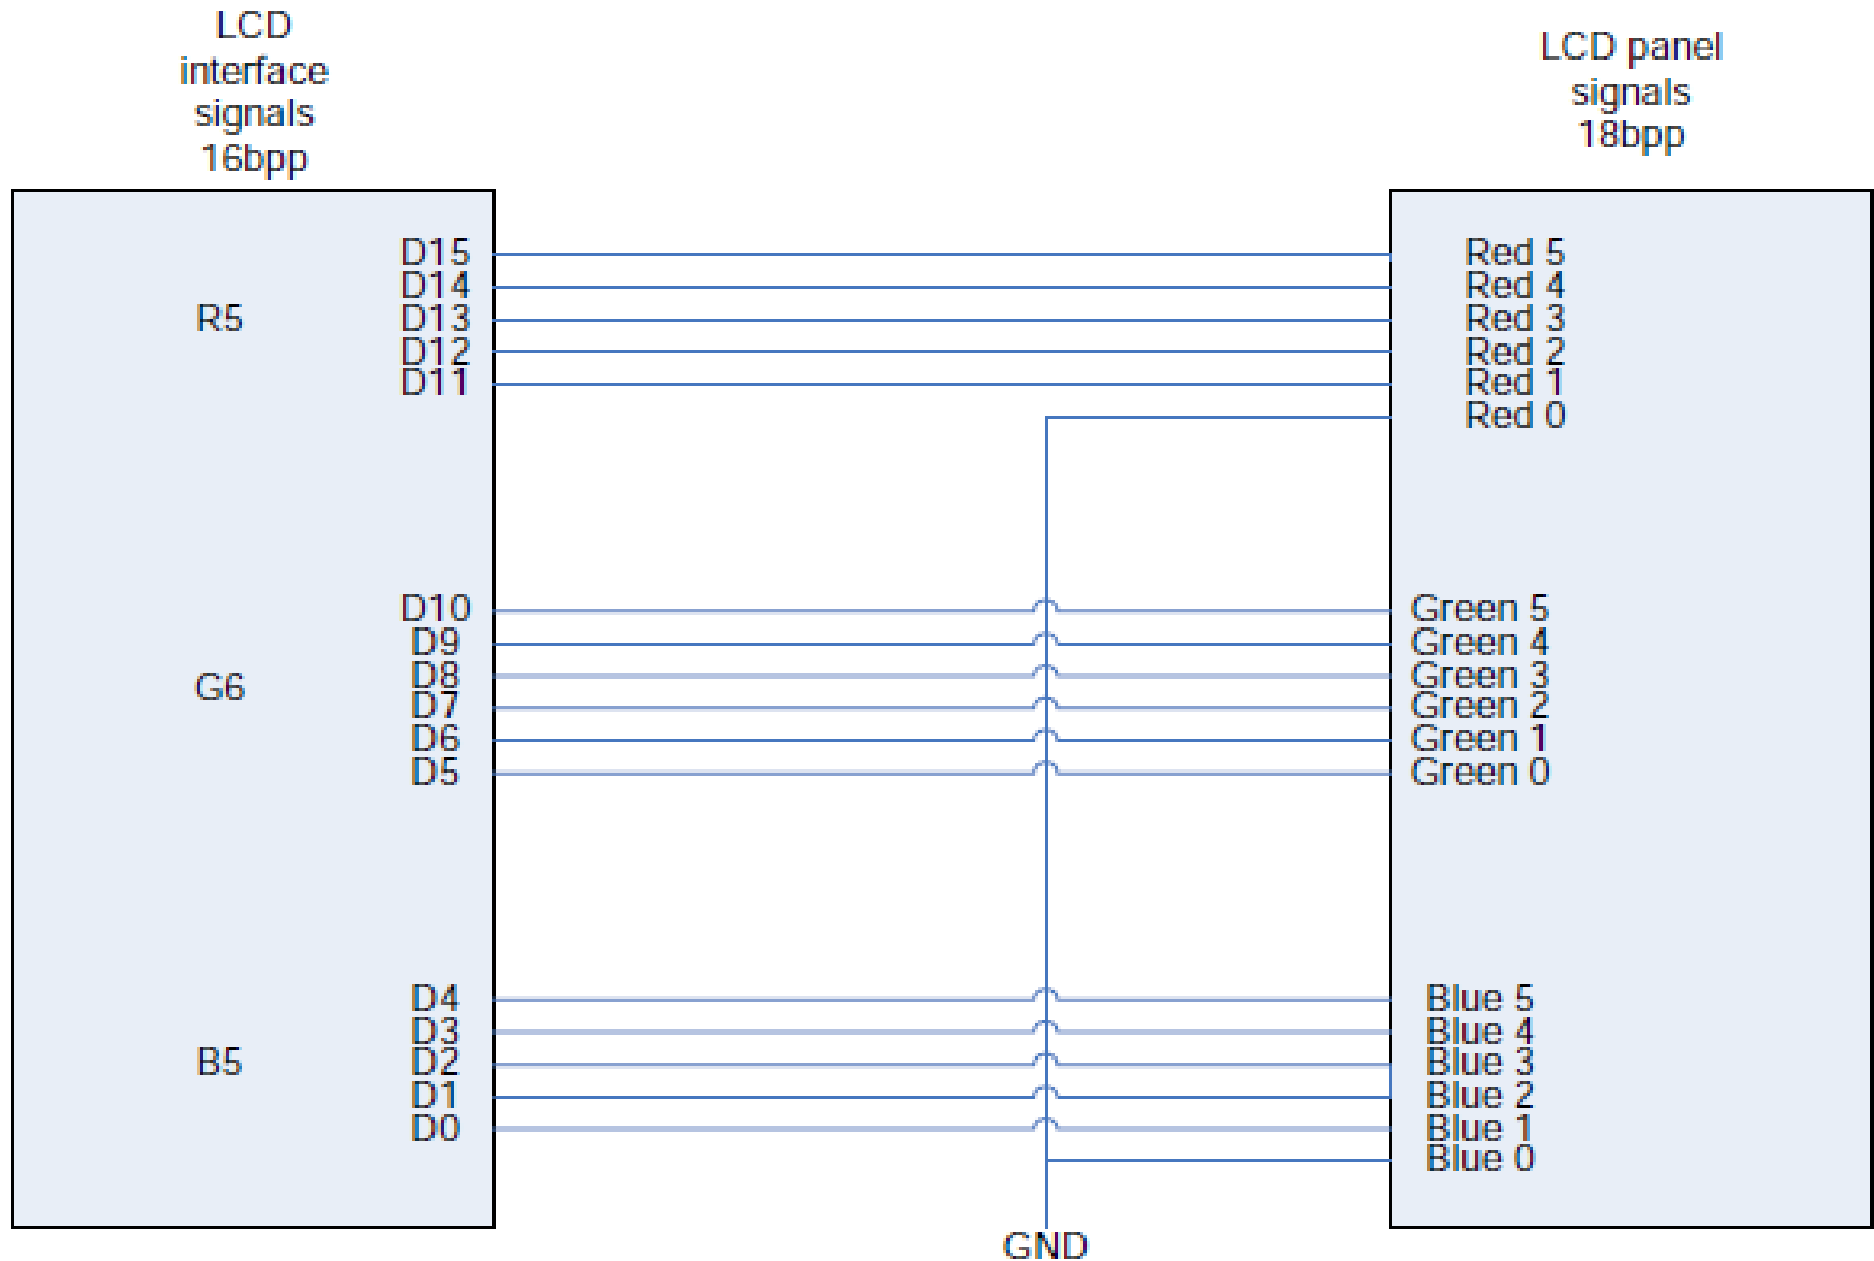 LCD
interface
signals
16bpp
LCD panel
signals
18bpp
R5
D15
D14
D13
D12
D11
Red 5
Red 4
Red 3
Red 2
Red 1
Red 0
G6
D10
D9
D8
D7
D6
D5
Green 5
Green 4
Green 3
Green 2
Green 1
Green 0
B5
D4
D3
D2
D1
D0
Blue 5
Blue 4
Blue 3
Blue 2
Blue 1
Blue 0
GND